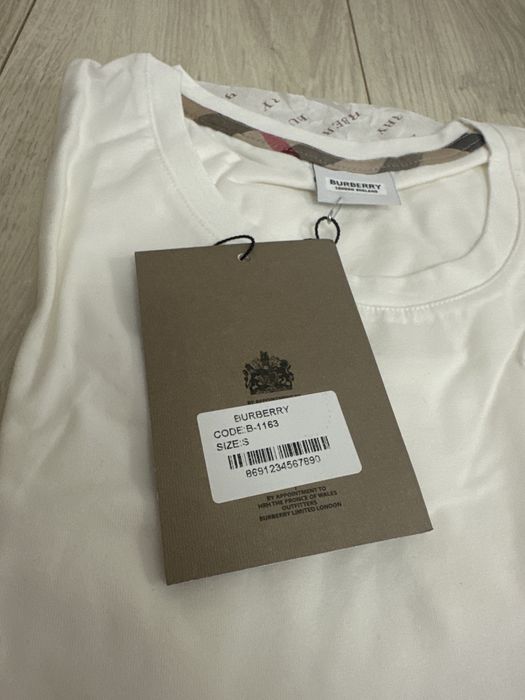 BURBERRY
LONDON ENGLAND
BURBERRY
CODE:B-1163
SIZE:S
8691234567890
BY APPOINTMENT TO
HRH THE PRINCE OF WALES
OUTFITTERS
BURBERRY LIMITED LONDON